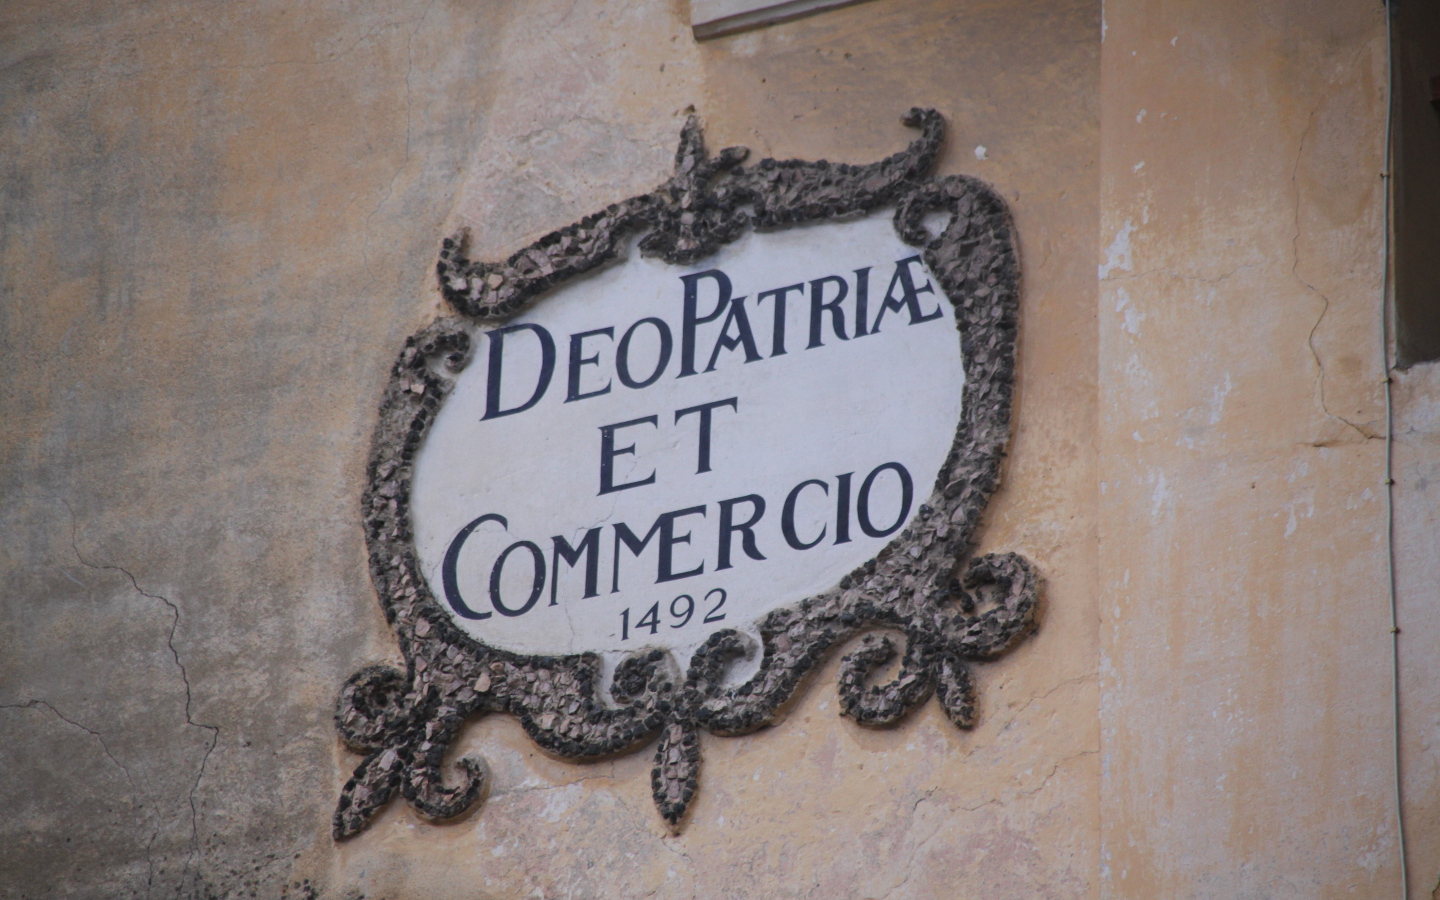 DEO PATRIÆ
ET
COMMERCIO
1492